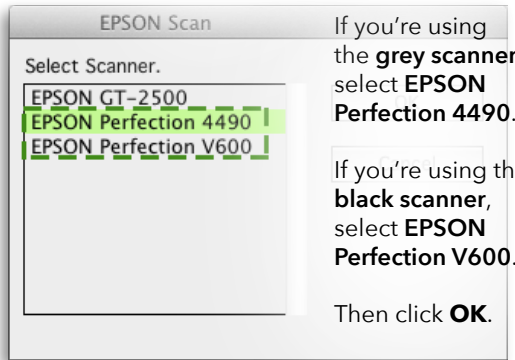 EPSON Scan
Select Scanner.
EPSON GT-2500
EPSON Perfection 4490
EPSON Perfection V600
If you're using
the grey scanner
select EPSON
Perfection 4490.
If you're using th
black scanner,
select EPSON
Perfection V600.
Then click OK.